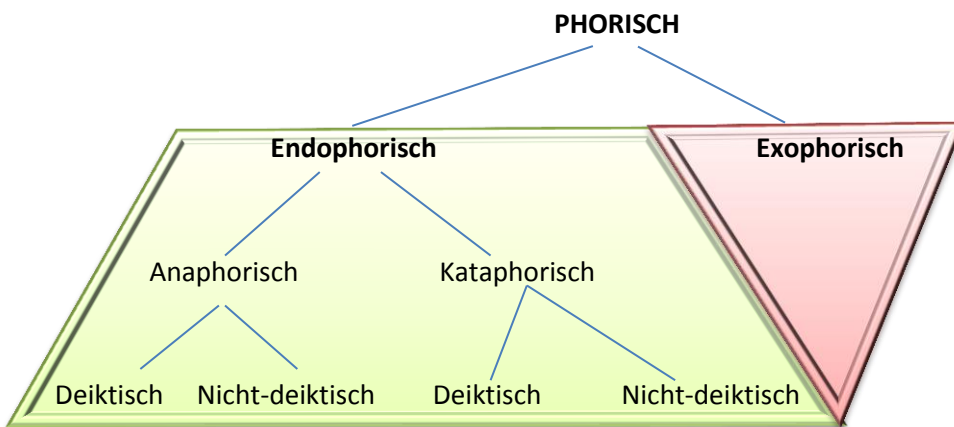 PHORISCH
Endophorisch Exophorisch
Anaphorisch Kataphorisch
Deiktisch Nicht-deiktisch Deiktisch Nicht-deiktisch